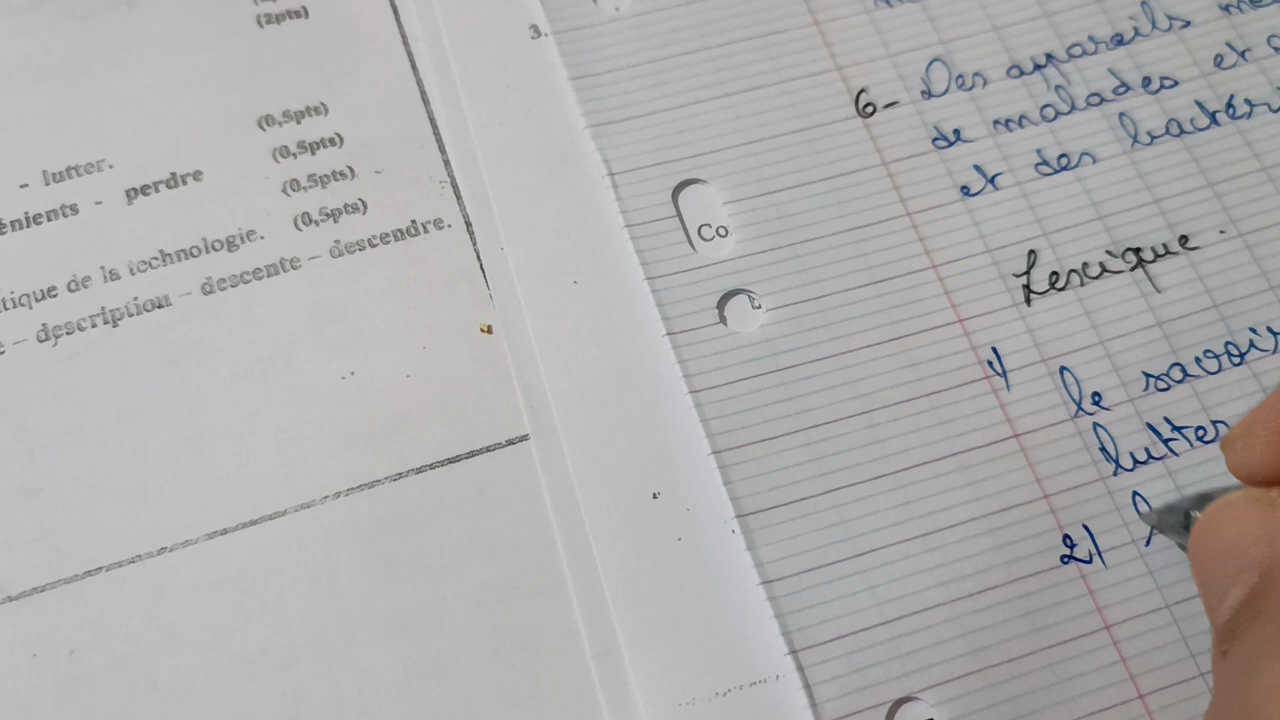 (2pts)
(0,5pts)
- lutter. (0,5pts)
énients - perdre (0,5pts)
tique de la technologie. (0,5pts)
– description – descente – descendre.
3.
Co
6- Des appareils
de malades et
et des bactéri
Lexique.
1) le savoir
lutter
2) l